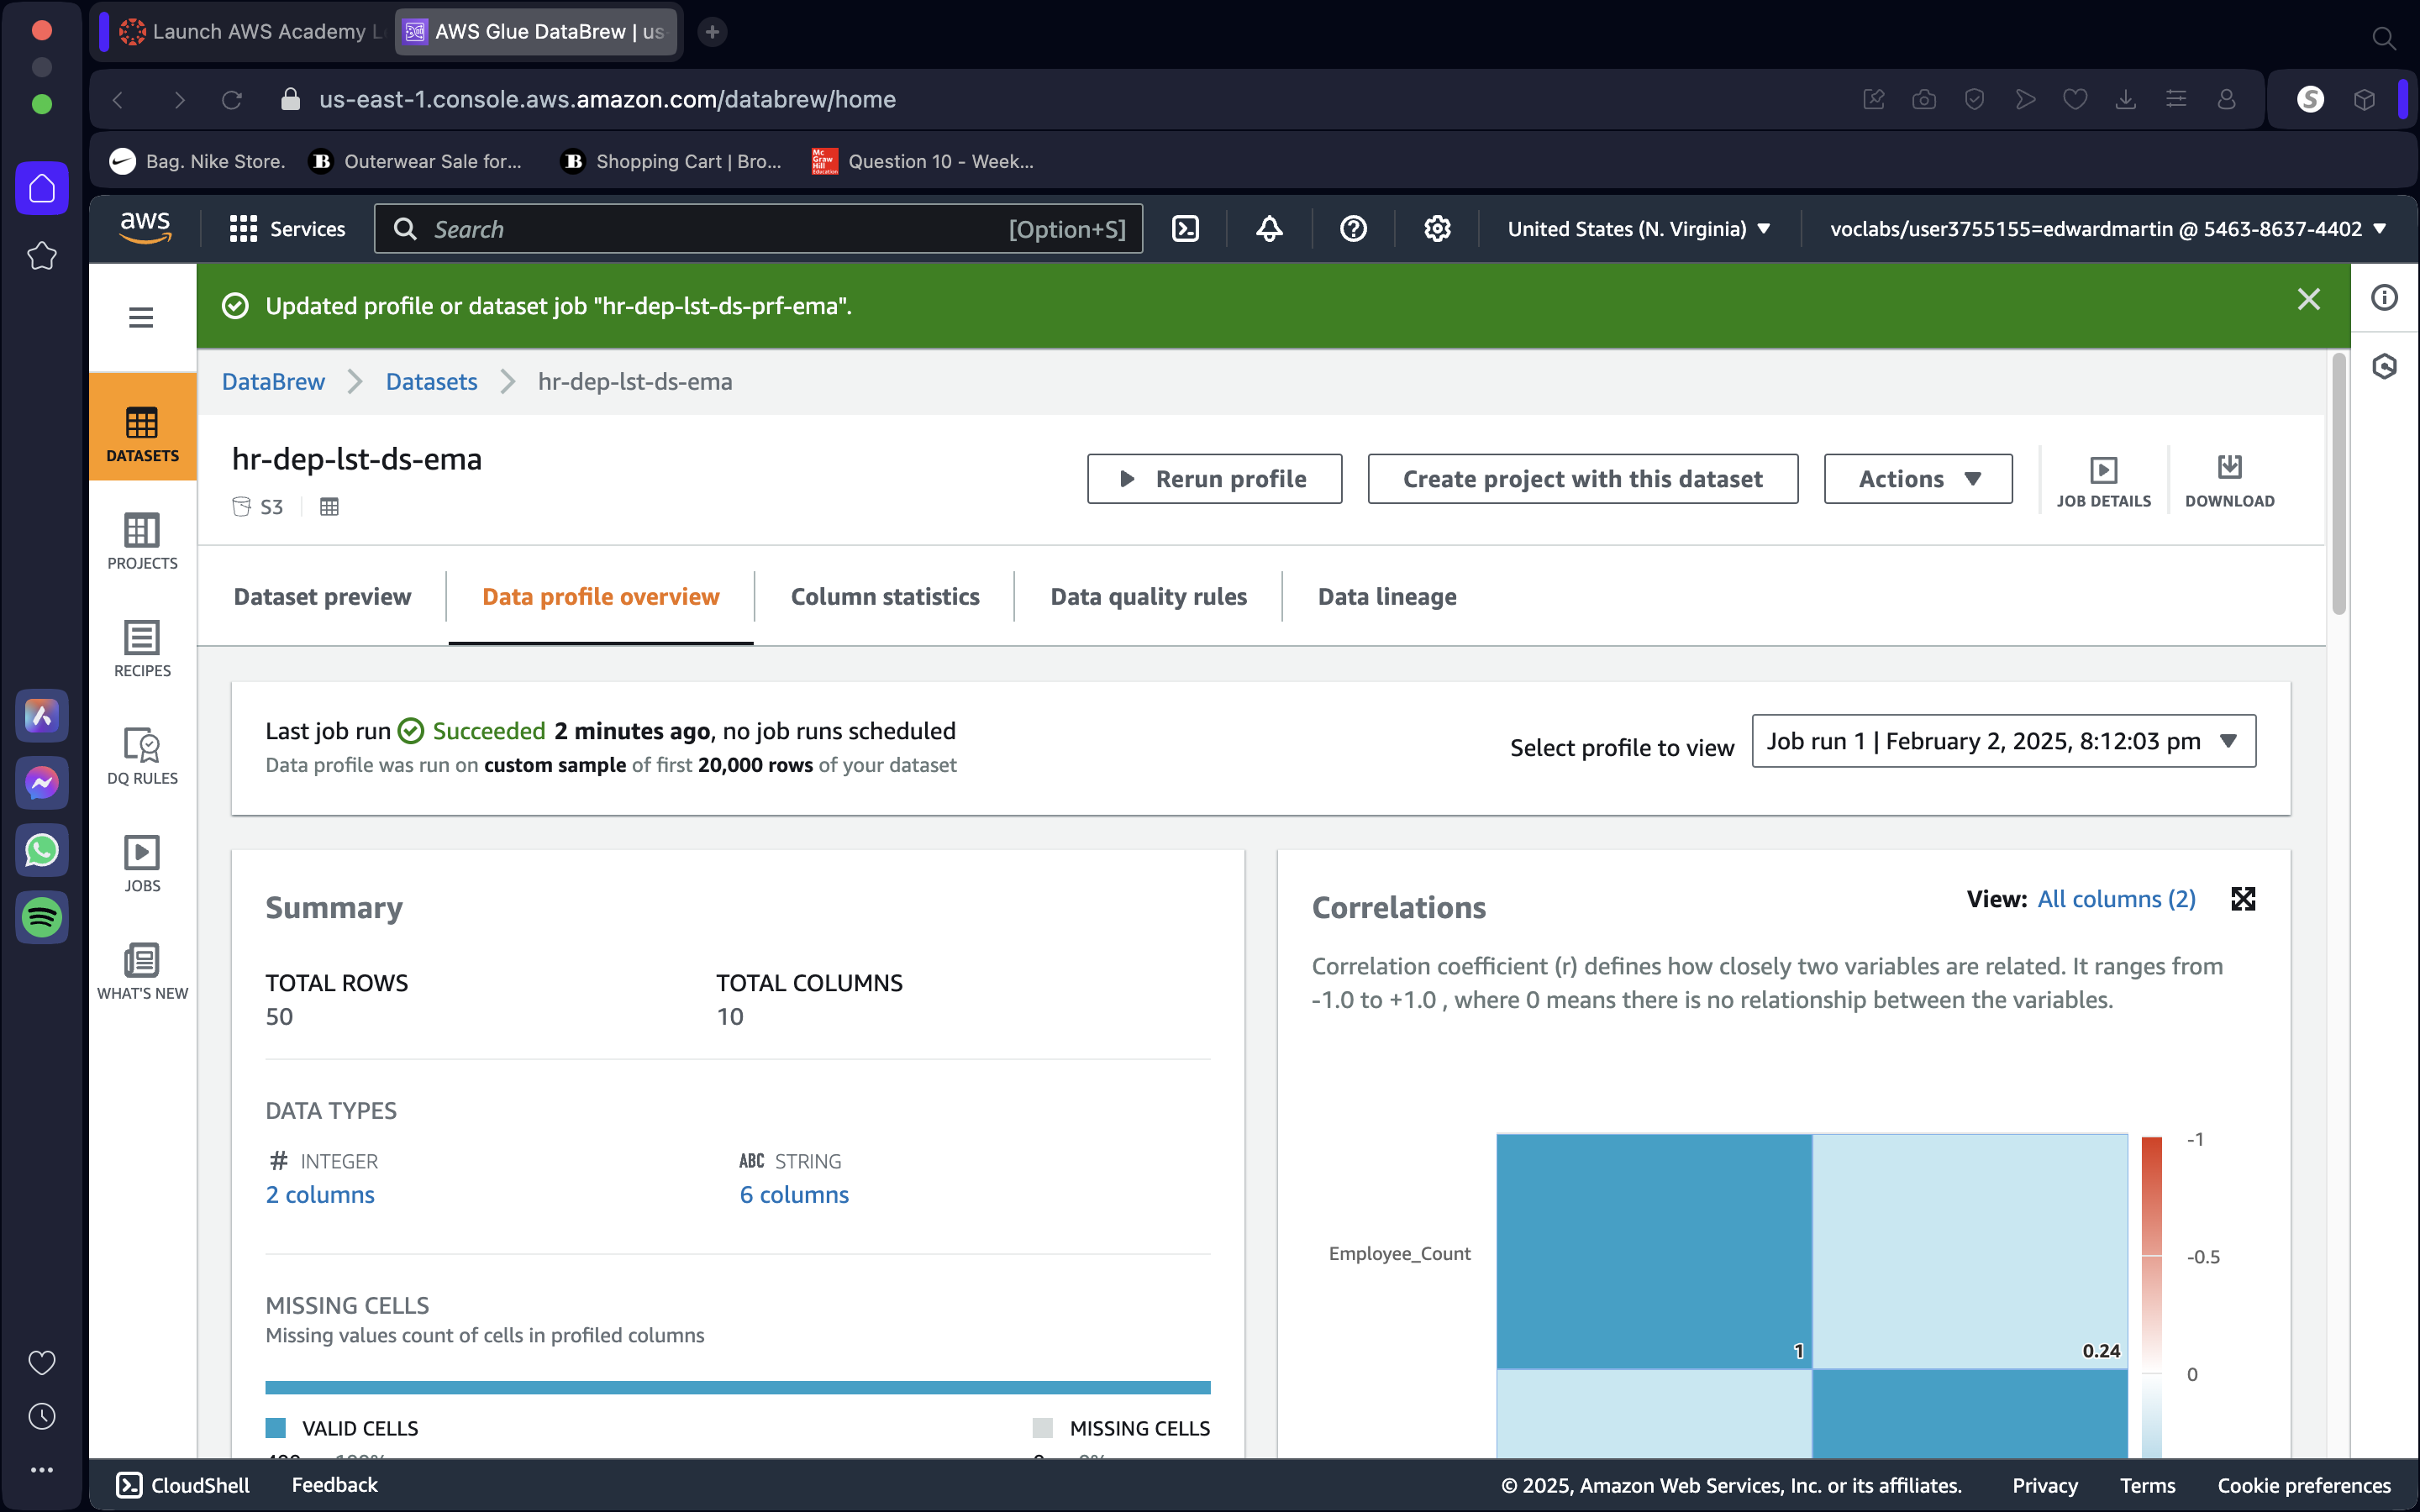 Launch AWS Academy L
AWS Glue DataBrew | us-
us-east-1.console.aws.amazon.com/databrew/home
Bag. Nike Store.
Outerwear Sale for...
Shopping Cart | Bro...
Question 10 - Week...
aws
Services
Search
[Option+S]
United States (N. Virginia)
voclabs/user3755155=edwardmartin @ 5463-8637-4402
Updated profile or dataset job "hr-dep-lst-ds-prf-ema".
DATASETS
PROJECTS
RECIPES
DQ RULES
JOBS
WHAT'S NEW
DataBrew
Datasets
hr-dep-lst-ds-ema
hr-dep-lst-ds-ema
S3
Rerun profile
Create project with this dataset
Actions
JOB DETAILS
DOWNLOAD
Dataset preview
Data profile overview
Column statistics
Data quality rules
Data lineage
Last job run Succeeded 2 minutes ago, no job runs scheduled
Data profile was run on custom sample of first 20,000 rows of your dataset
Select profile to view
Job run 1 | February 2, 2025, 8:12:03 pm
Summary
TOTAL ROWS
50
TOTAL COLUMNS
10
DATA TYPES
# INTEGER
2 columns
ABC STRING
6 columns
MISSING CELLS
Missing values count of cells in profiled columns
VALID CELLS
MISSING CELLS
Correlations
View: All columns (2)
Correlation coefficient (r) defines how closely two variables are related. It ranges from
-1.0 to +1.0 , where 0 means there is no relationship between the variables.
Employee_Count
1
0.24
-1
-0.5
0
CloudShell
Feedback
© 2025, Amazon Web Services, Inc. or its affiliates.
Privacy
Terms
Cookie preferences